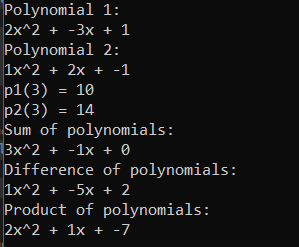 Polynomial 1:
2x^2 + -3x + 1
Polynomial 2:
1x^2 + 2x + -1
p1(3) = 10
p2(3) = 14
Sum of polynomials:
3x^2 + -1x + 0
Difference of polynomials:
1x^2 + -5x + 2
Product of polynomials:
2x^2 + 1x + -7